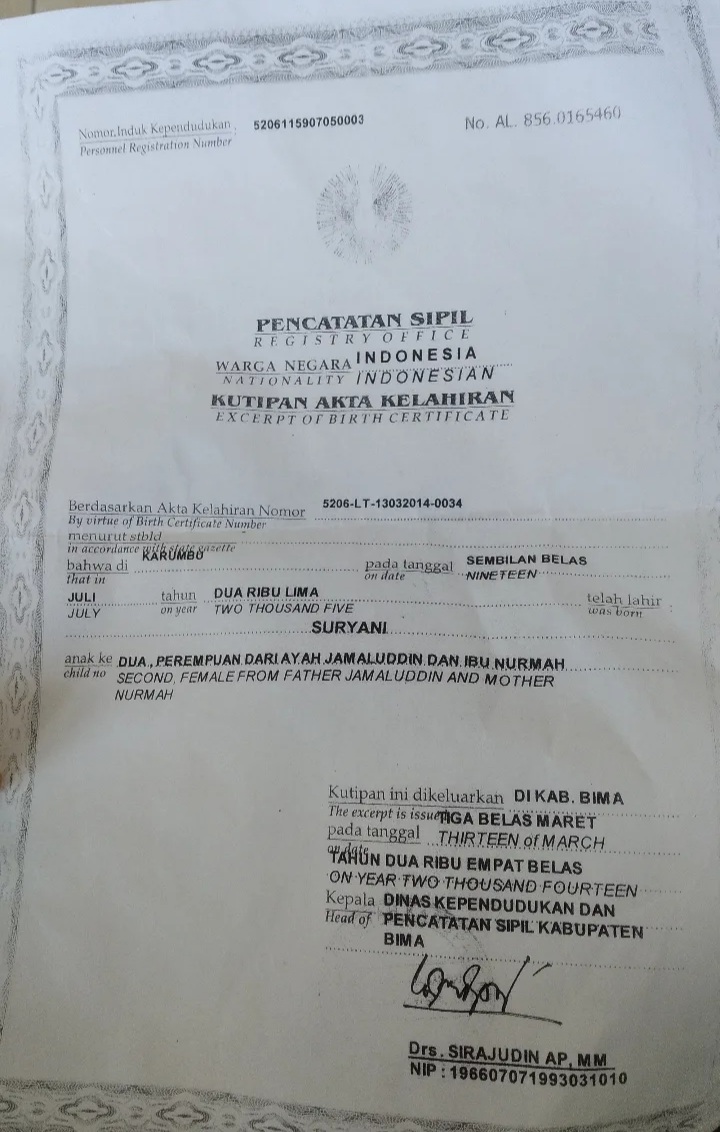 Nomor Induk Kependudukan : 5206115907050003 No. AL. 856.0165460
Personnel Registration Number
PENCATATAN SIPIL
REGISTRY OFFICE
WARGA NEGARA INDONESIA
NATIONALITY INDONESIAN
KUTIPAN AKTA KELAHIRAN
EXCERPT OF BIRTH CERTIFICATE
Berdasarkan Akta Kelahiran Nomor 5206-LT-13032014-0034
By virtue of Birth Certificate Number
menurut stbld
in accordance with state gazette
bahwa di KARUMBO pada tanggal SEMBILAN BELAS
that in on date NINETEEN
JULI tahun DUA RIBU LIMA telah lahir :
JULY on year TWO THOUSAND FIVE was born
SURYANI
anak ke DUA, PEREMPUAN DARI AYAH JAMALUDDIN DAN IBU NURMAH
child no SECOND, FEMALE FROM FATHER JAMALUDDIN AND MOTHER
NURMAH
Kutipan ini dikeluarkan DI KAB. BIMA
The excerpt is issued TIGA BELAS MARET
pada tanggal THIRTEEN of MARCH
on date
TAHUN DUA RIBU EMPAT BELAS
ON YEAR TWO THOUSAND FOURTEEN
Kepala DINAS KEPENDUDUKAN DAN
Head of PENCATATAN SIPIL KABUPATEN
BIMA
Drs. SIRAJUDIN AP, MM
NIP : 196607071993031010